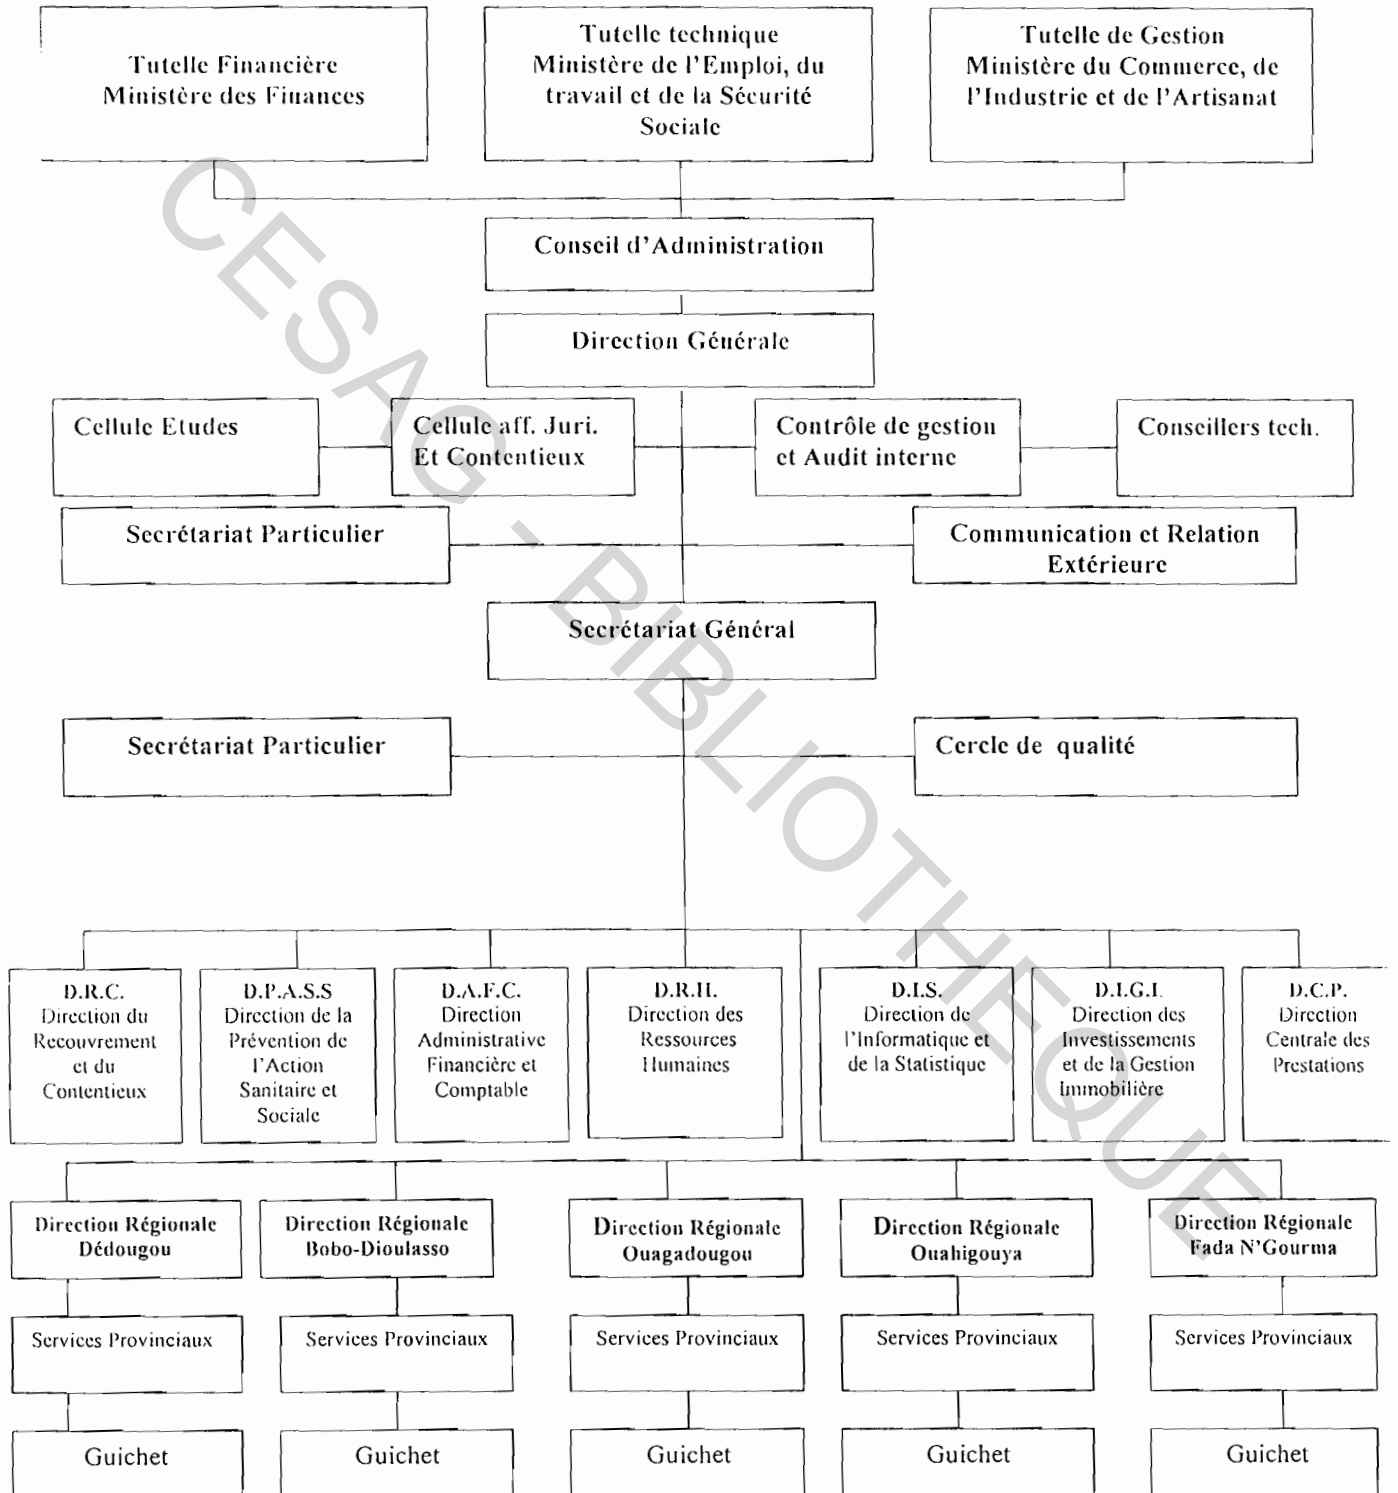 Tutelle Financière
Ministère des Finances
Tutelle technique
Ministère de l'Emploi, du
travail et de la Sécurité
Sociale
Tutelle de Gestion
Ministère du Commerce, de
l'Industrie et de l'Artisanat
Conseil d'Administration
Direction Générale
Cellule Etudes
Cellule aff. Juri.
Et Contentieux
Contrôle de gestion
et Audit interne
Conseillers tech.
Secrétariat Particulier
Communication et Relation
Extérieure
Secrétariat Général
Secrétariat Particulier
Cercle de qualité
D.R.C.
Direction du
Recouvrement
et du
Contentieux
D.P.A.S.S
Direction de la
Prévention de
l'Action
Sanitaire et
Sociale
D.A.F.C.
Direction
Administrative
Financière et
Comptable
D.R.H.
Direction des
Ressources
Humaines
D.I.S.
Direction de
l'Informatique et
de la Statistique
D.I.G.I.
Direction des
Investissements
et de la Gestion
Immobilière
D.C.P.
Direction
Centrale des
Prestations
Direction Régionale
Dédougou
Direction Régionale
Bobo-Dioulasso
Direction Régionale
Ouagadougou
Direction Régionale
Ouahigouya
Direction Régionale
Fada N'Gourma
Services Provinciaux
Services Provinciaux
Services Provinciaux
Services Provinciaux
Services Provinciaux
Guichet
Guichet
Guichet
Guichet
Guichet
CESAG - BIBLIOTHEQUE